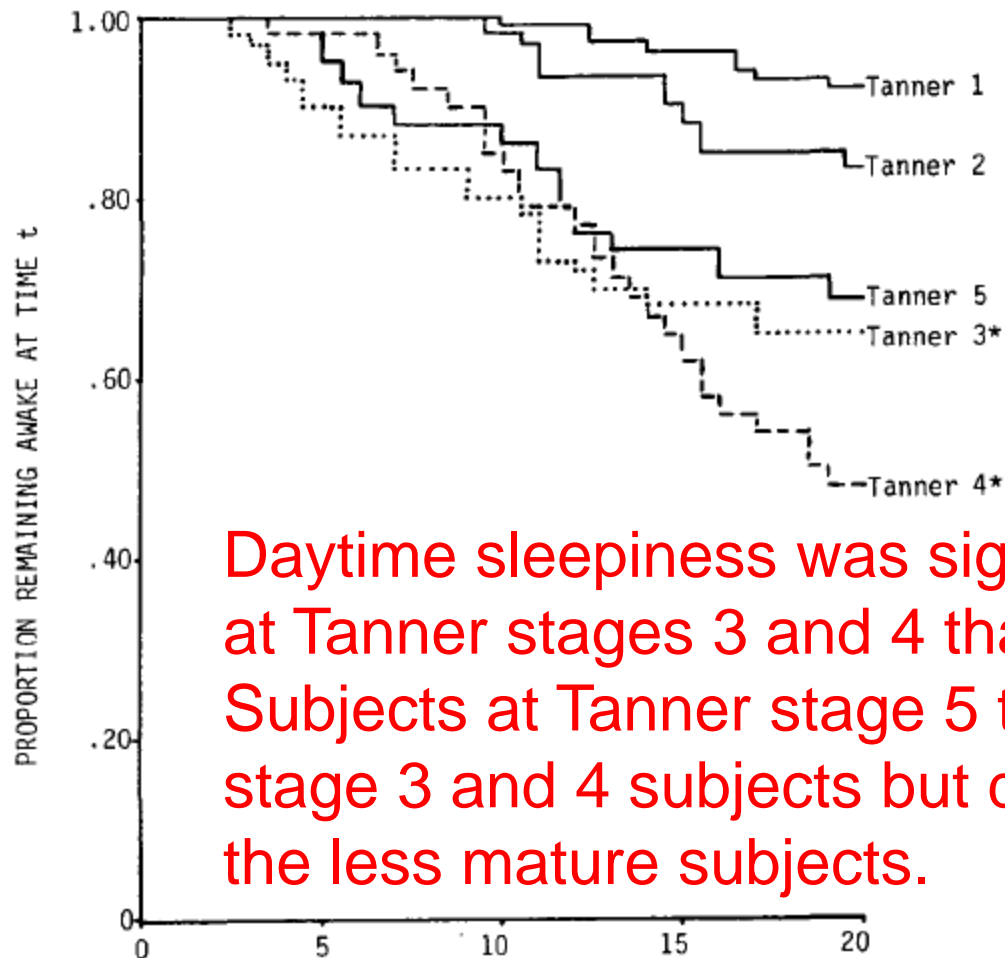 1.00
.80
.60
.40
.20
0
0 5 10 15 20
PROPORTION REMAINING AWAKE AT TIME t
Tanner 1
Tanner 2
Tanner 5
Tanner 3*
Tanner 4*
Daytime sleepiness was sig
at Tanner stages 3 and 4 tha
Subjects at Tanner stage 5 t
stage 3 and 4 subjects but
the less mature subjects.